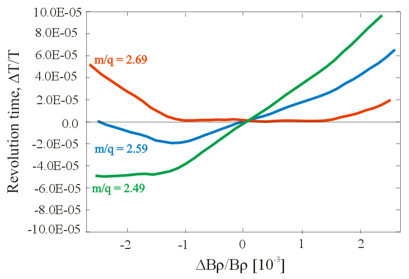 Revolution time, ΔT/T
10.0E-05
8.0E-05
6.0E-05
4.0E-05
2.0E-05
0.0
-2.0E-05
-4.0E-05
-6.0E-05
-8.0E-05
-10.0E-05
m/q = 2.69
m/q = 2.59
m/q = 2.49
-2 -1 0 1 2
ΔBρ/Bρ [10⁻³]